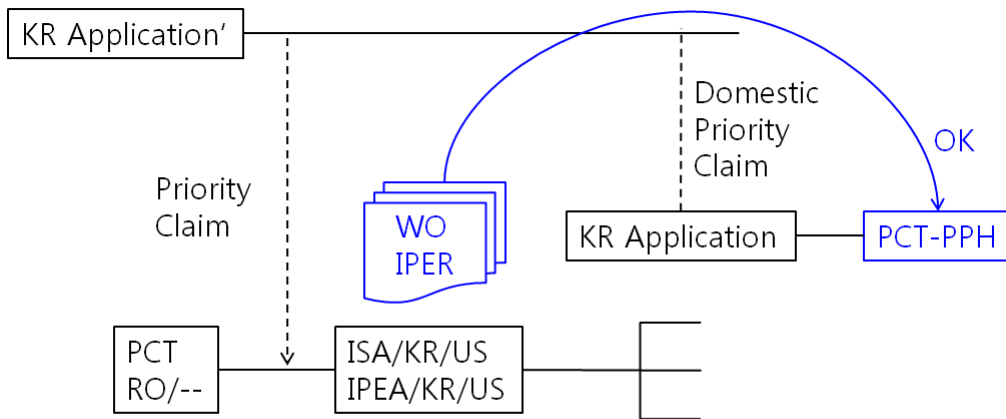 KR Application’
Domestic
Priority
Claim
OK
Priority
Claim
WO
IPER
KR Application
PCT-PPH
PCT
RO/--
ISA/KR/US
IPEA/KR/US